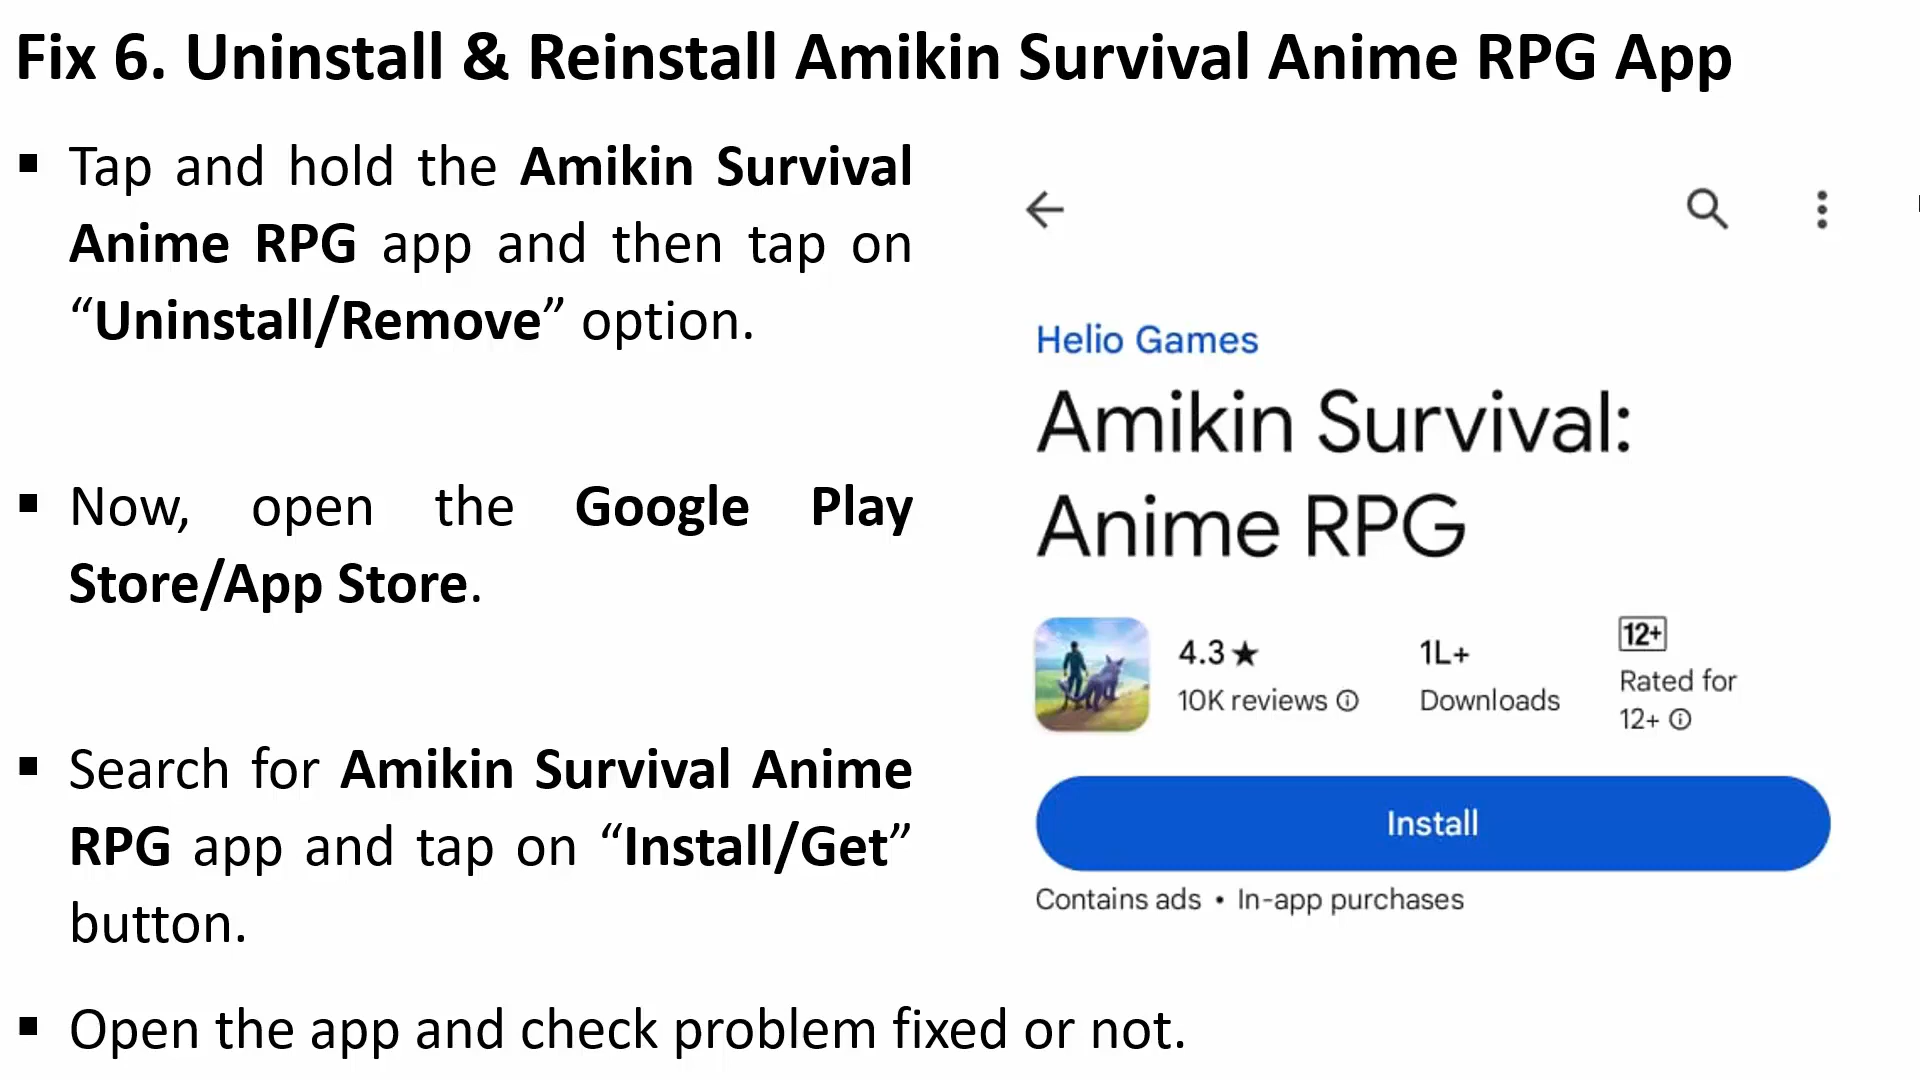 Fix 6. Uninstall & Reinstall Amikin Survival Anime RPG App
▪ Tap and hold the Amikin Survival
Anime RPG app and then tap on
“Uninstall/Remove” option.
▪ Now, open the Google Play
Store/App Store.
▪ Search for Amikin Survival Anime
RPG app and tap on “Install/Get”
button.
▪ Open the app and check problem fixed or not.
Helio Games
Amikin Survival:
Anime RPG
4.3★
10K reviews
1L+
Downloads
12+
Rated for
12+
Install
Contains ads • In-app purchases